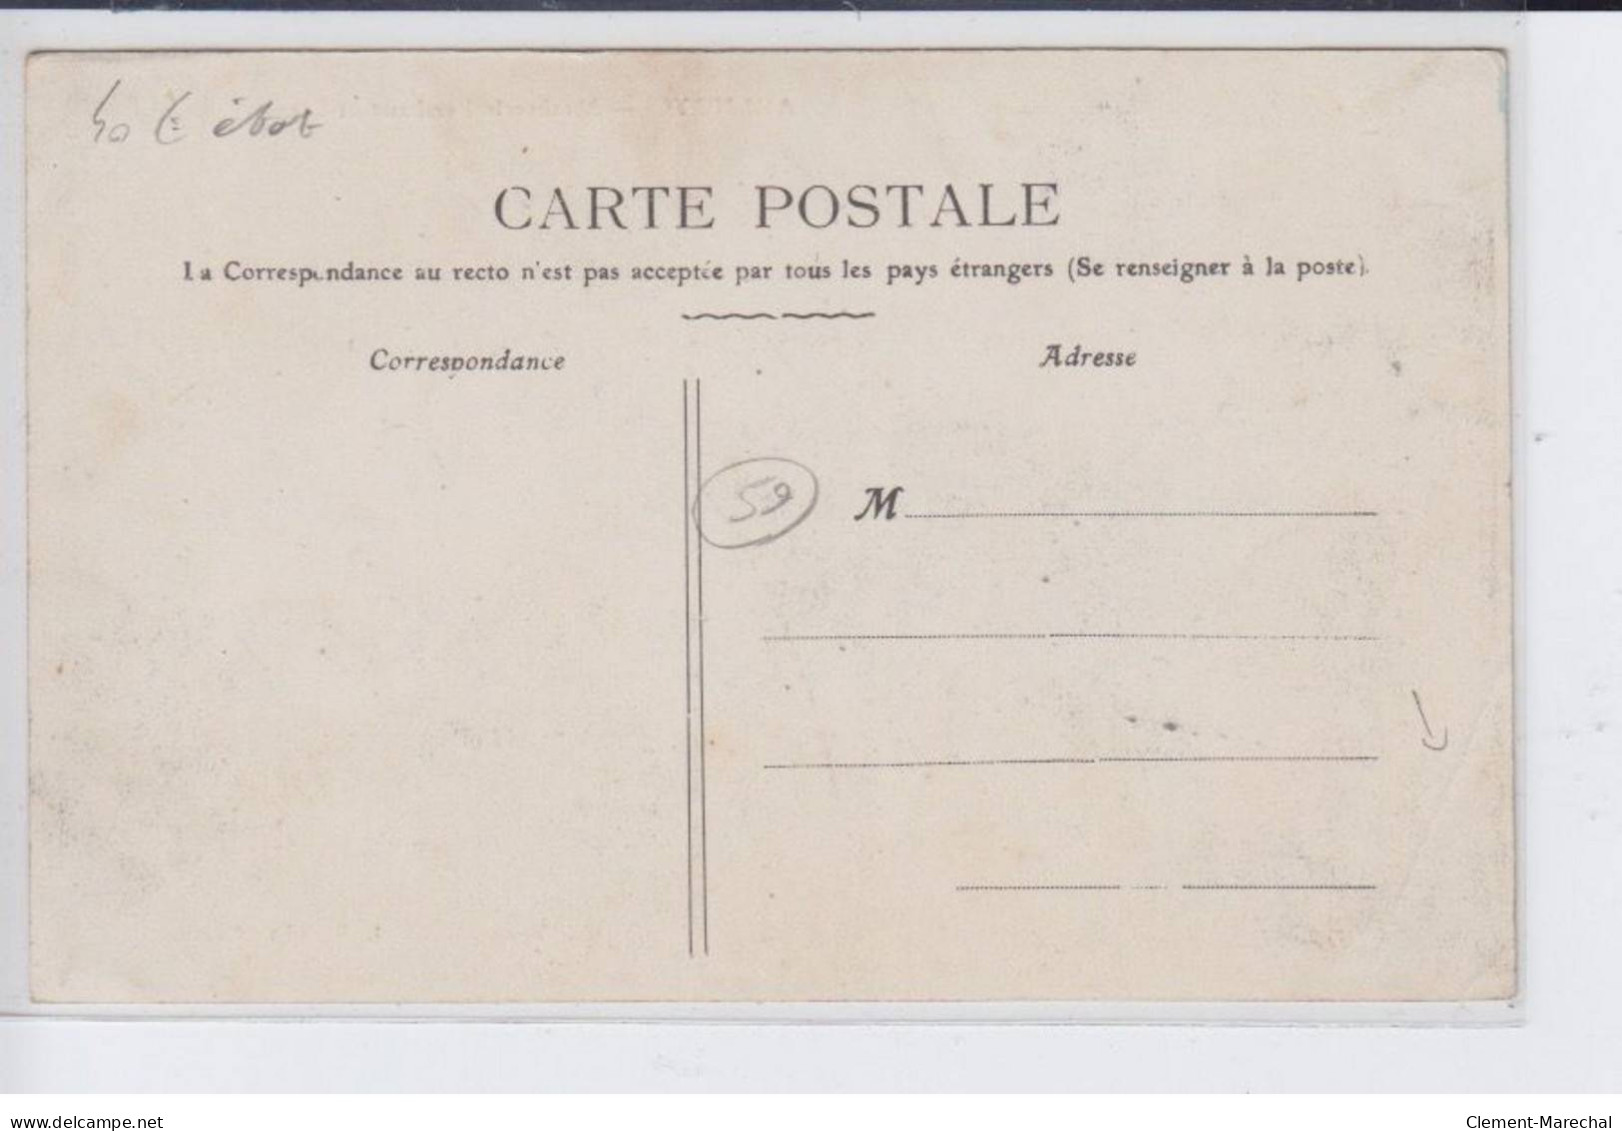 état
CARTE POSTALE
La Correspondance au recto n'est pas acceptée par tous les pays étrangers (Se renseigner à la poste).
Correspondance
Adresse
59
M
www.delcampe.net
Clement-Marechal